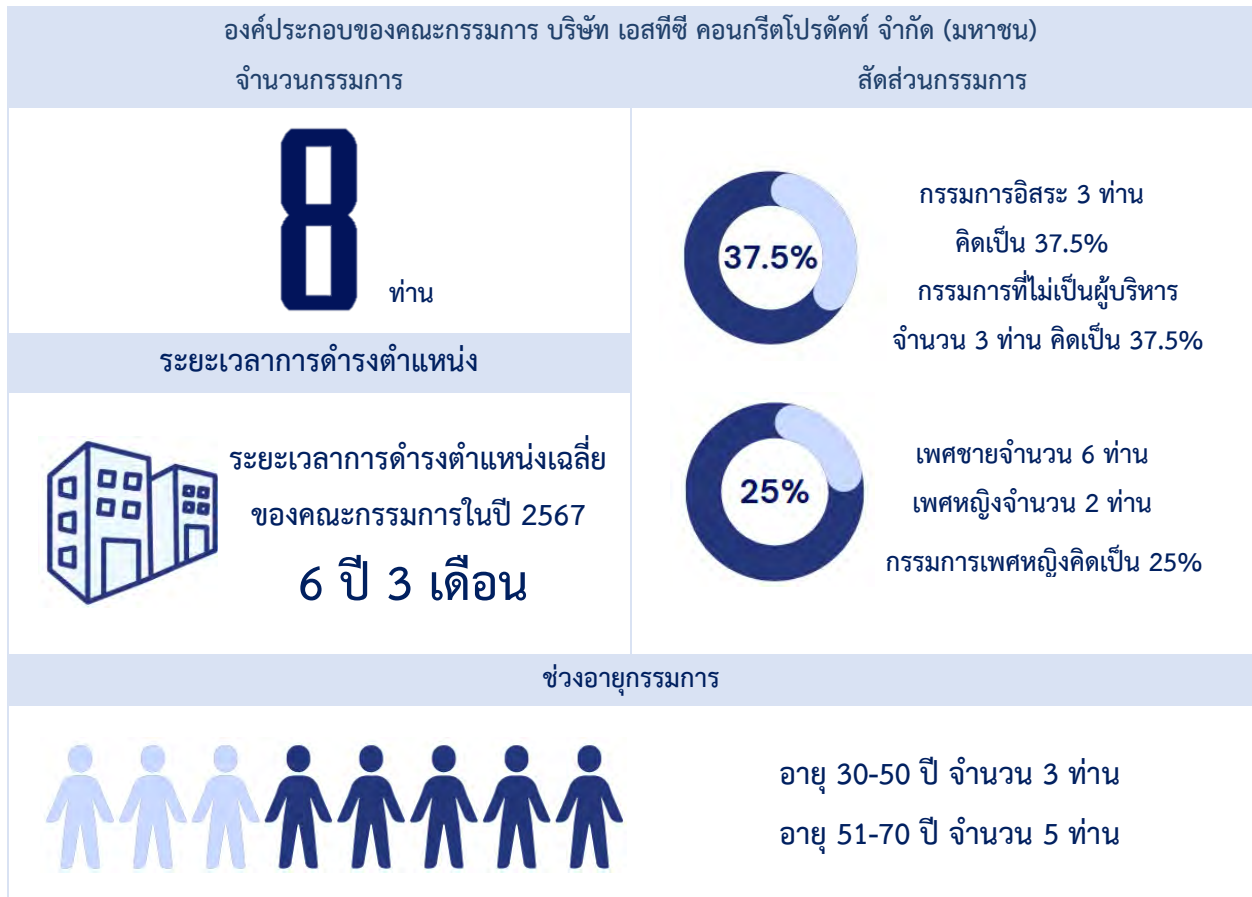 องค์ประกอบของคณะกรรมการ บริษัท เอสทีซี คอนกรีตโปรดัคท์ จำกัด (มหาชน)
จำนวนกรรมการ
สัดส่วนกรรมการ
8
ท่าน
37.5%
กรรมการอิสระ 3 ท่าน
คิดเป็น 37.5%
กรรมการที่ไม่เป็นผู้บริหาร
จำนวน 3 ท่าน คิดเป็น 37.5%
ระยะเวลาการดำรงตำแหน่ง
ระยะเวลาการดำรงตำแหน่งเฉลี่ย
ของคณะกรรมการในปี 2567
6 ปี 3 เดือน
25%
เพศชายจำนวน 6 ท่าน
เพศหญิงจำนวน 2 ท่าน
กรรมการเพศหญิงคิดเป็น 25%
ช่วงอายุกรรมการ
อายุ 30-50 ปี จำนวน 3 ท่าน
อายุ 51-70 ปี จำนวน 5 ท่าน